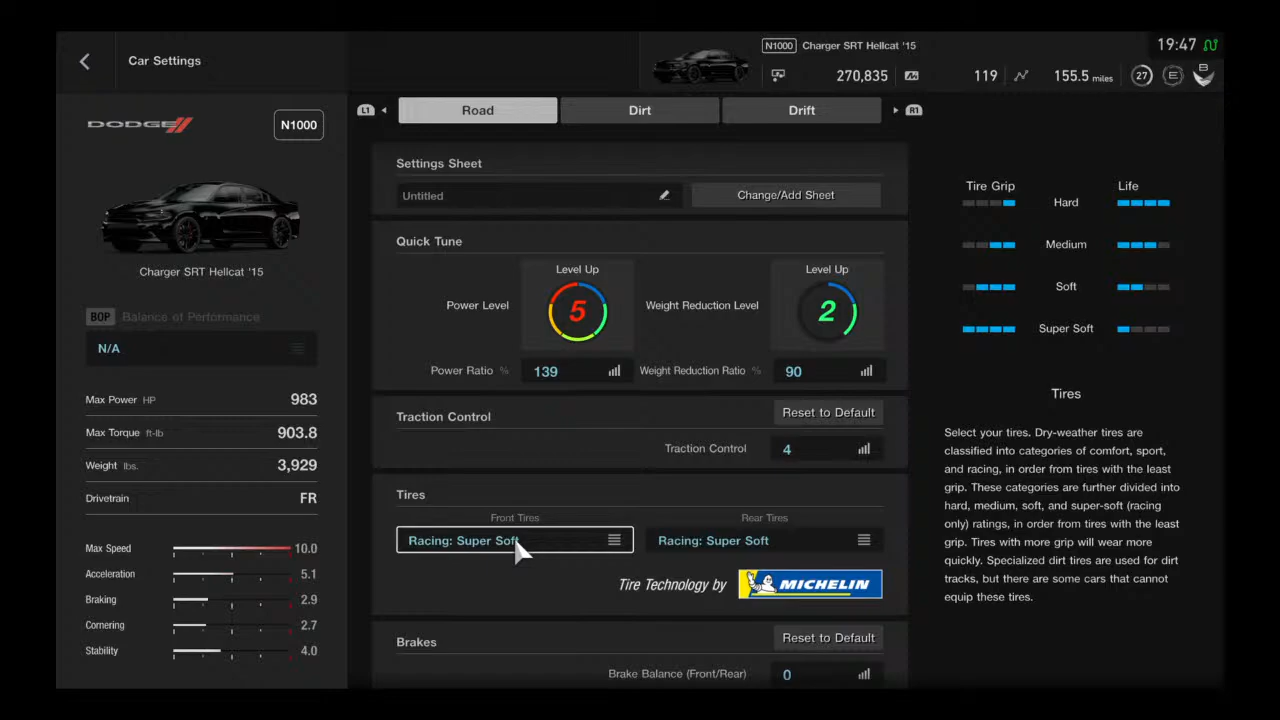 Car Settings
N1000 Charger SRT Hellcat '15
19:47
270,835 119 155.5 miles 27 E B
DODGE N1000
L1 Road Dirt Drift R1
Charger SRT Hellcat '15
BOP Balance of Performance
N/A
Max Power HP 983
Max Torque ft-lb 903.8
Weight lbs. 3,929
Drivetrain FR
Max Speed 10.0
Acceleration 5.1
Braking 2.9
Cornering 2.7
Stability 4.0
Settings Sheet
Untitled Change/Add Sheet
Quick Tune
Level Up Level Up
Power Level 5 Weight Reduction Level 2
Power Ratio % 139 Weight Reduction Ratio % 90
Traction Control Reset to Default
Traction Control 4
Tires
Front Tires Rear Tires
Racing: Super Soft Racing: Super Soft
Tire Technology by MICHELIN
Brakes Reset to Default
Brake Balance (Front/Rear) 0
Tire Grip Life
Hard
Medium
Soft
Super Soft
Tires
Select your tires. Dry-weather tires are
classified into categories of comfort, sport,
and racing, in order from tires with the least
grip. These categories are further divided into
hard, medium, soft, and super-soft (racing
only) ratings, in order from tires with the least
grip. Tires with more grip will wear more
quickly. Specialized dirt tires are used for dirt
tracks, but there are some cars that cannot
equip these tires.